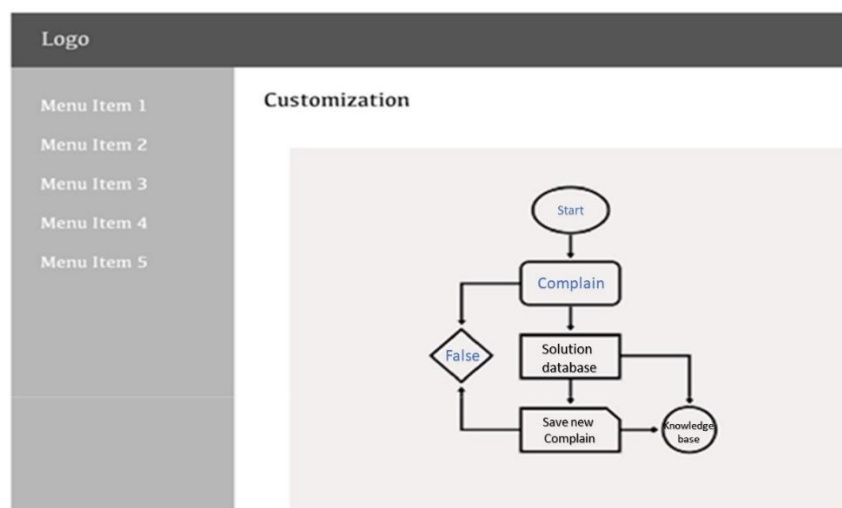 Logo
Menu Item 1
Menu Item 2
Menu Item 3
Menu Item 4
Menu Item 5
Customization
Start
Complain
False
Solution
database
Save new
Complain
Knowledge
base